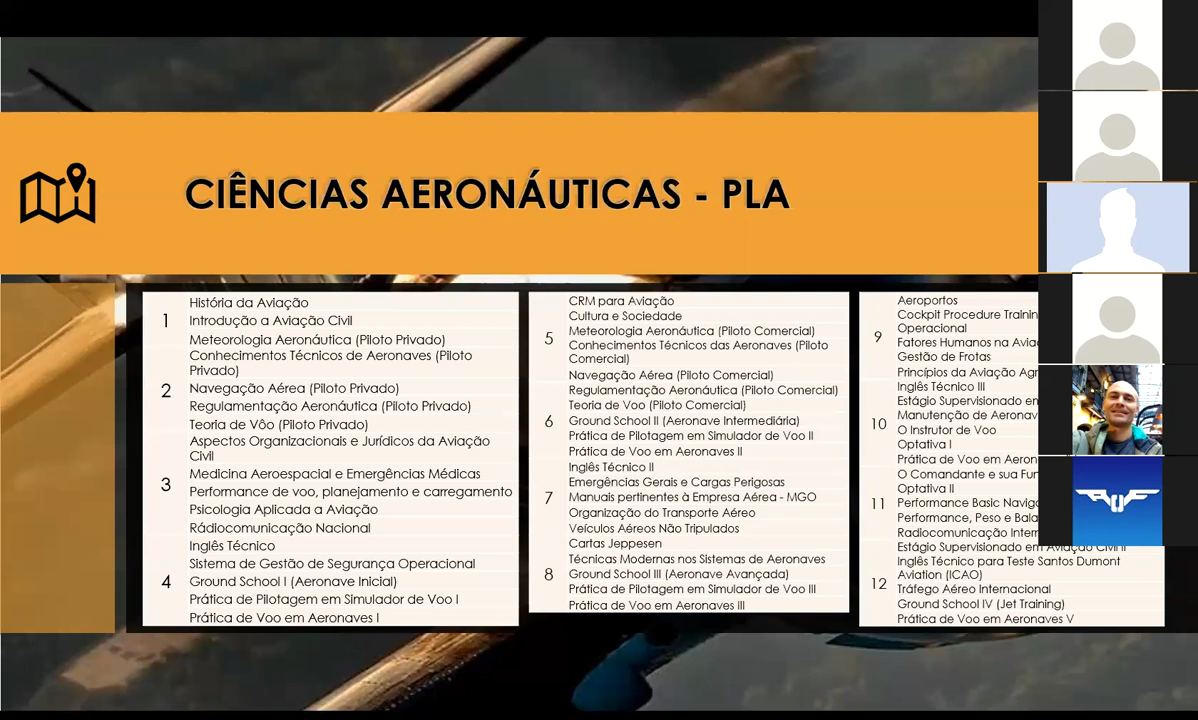 CIÊNCIAS AERONÁUTICAS - PLA
História da Aviação
1
Introdução a Aviação Civil
Meteorologia Aeronáutica (Piloto Privado)
Conhecimentos Técnicos de Aeronaves (Piloto
Privado)
2
Navegação Aérea (Piloto Privado)
Regulamentação Aeronáutica (Piloto Privado)
Teoria de Vôo (Piloto Privado)
Aspectos Organizacionais e Jurídicos da Aviação
Civil
Medicina Aeroespacial e Emergências Médicas
3
Performance de voo, planejamento e carregamento
Psicologia Aplicada a Aviação
Rádiocomunicação Nacional
Inglês Técnico
Sistema de Gestão de Segurança Operacional
4
Ground School I (Aeronave Inicial)
Prática de Pilotagem em Simulador de Voo I
Prática de Voo em Aeronaves I
CRM para Aviação
Cultura e Sociedade
5
Meteorologia Aeronáutica (Piloto Comercial)
Conhecimentos Técnicos das Aeronaves (Piloto
Comercial)
Navegação Aérea (Piloto Comercial)
Regulamentação Aeronáutica (Piloto Comercial)
Teoria de Voo (Piloto Comercial)
6
Ground School II (Aeronave Intermediária)
Prática de Pilotagem em Simulador de Voo II
Prática de Voo em Aeronaves II
Inglês Técnico II
Emergências Gerais e Cargas Perigosas
7
Manuais pertinentes à Empresa Aérea - MGO
Organização do Transporte Aéreo
Veículos Aéreos Não Tripulados
Cartas Jeppesen
Técnicas Modernas nos Sistemas de Aeronaves
8
Ground School III (Aeronave Avançada)
Prática de Pilotagem em Simulador de Voo III
Prática de Voo em Aeronaves III
Aeroportos
Cockpit Procedure
Operacional
9
Fatores Humanos na
Gestão de Frotas
Princípios da Aviação
Inglês Técnico III
Estágio Supervisionado em
Manutenção de
10
O Instrutor de Voo
Optativa I
Prática de Voo em
O Comandante e sua
Optativa II
11
Performance Basic
Performance, Peso e
Radiocomunicação
Estágio Supervisionado em Aviação Civil II
Inglês Técnico para Teste Santos Dumont
Aviation (ICAO)
12
Tráfego Aéreo Internacional
Ground School IV (Jet Training)
Prática de Voo em Aeronaves V